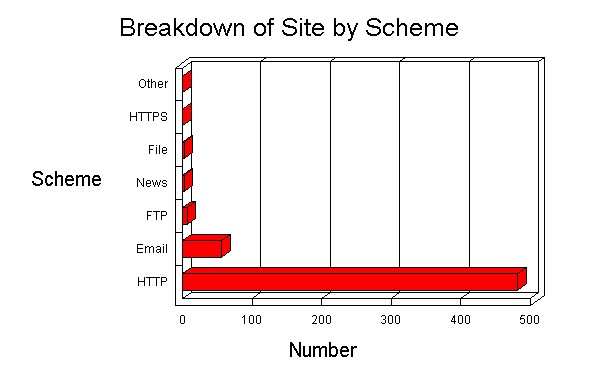 Breakdown of Site by Scheme
Other
HTTPS
File
Scheme
News
FTP
Email
HTTP
0 100 200 300 400 500
Number